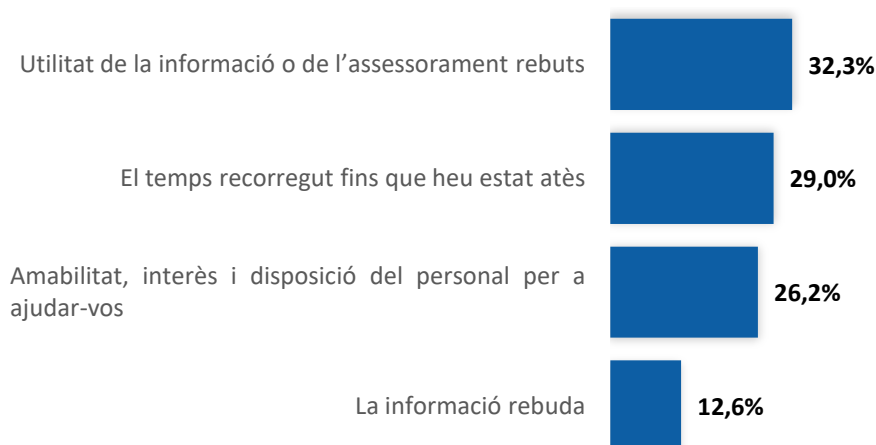 Utilitat de la informació o de l’assessorament rebuts
32,3%
El temps recorregut fins que heu estat atès
29,0%
Amabilitat, interès i disposició del personal per a
ajudar-vos
26,2%
La informació rebuda
12,6%